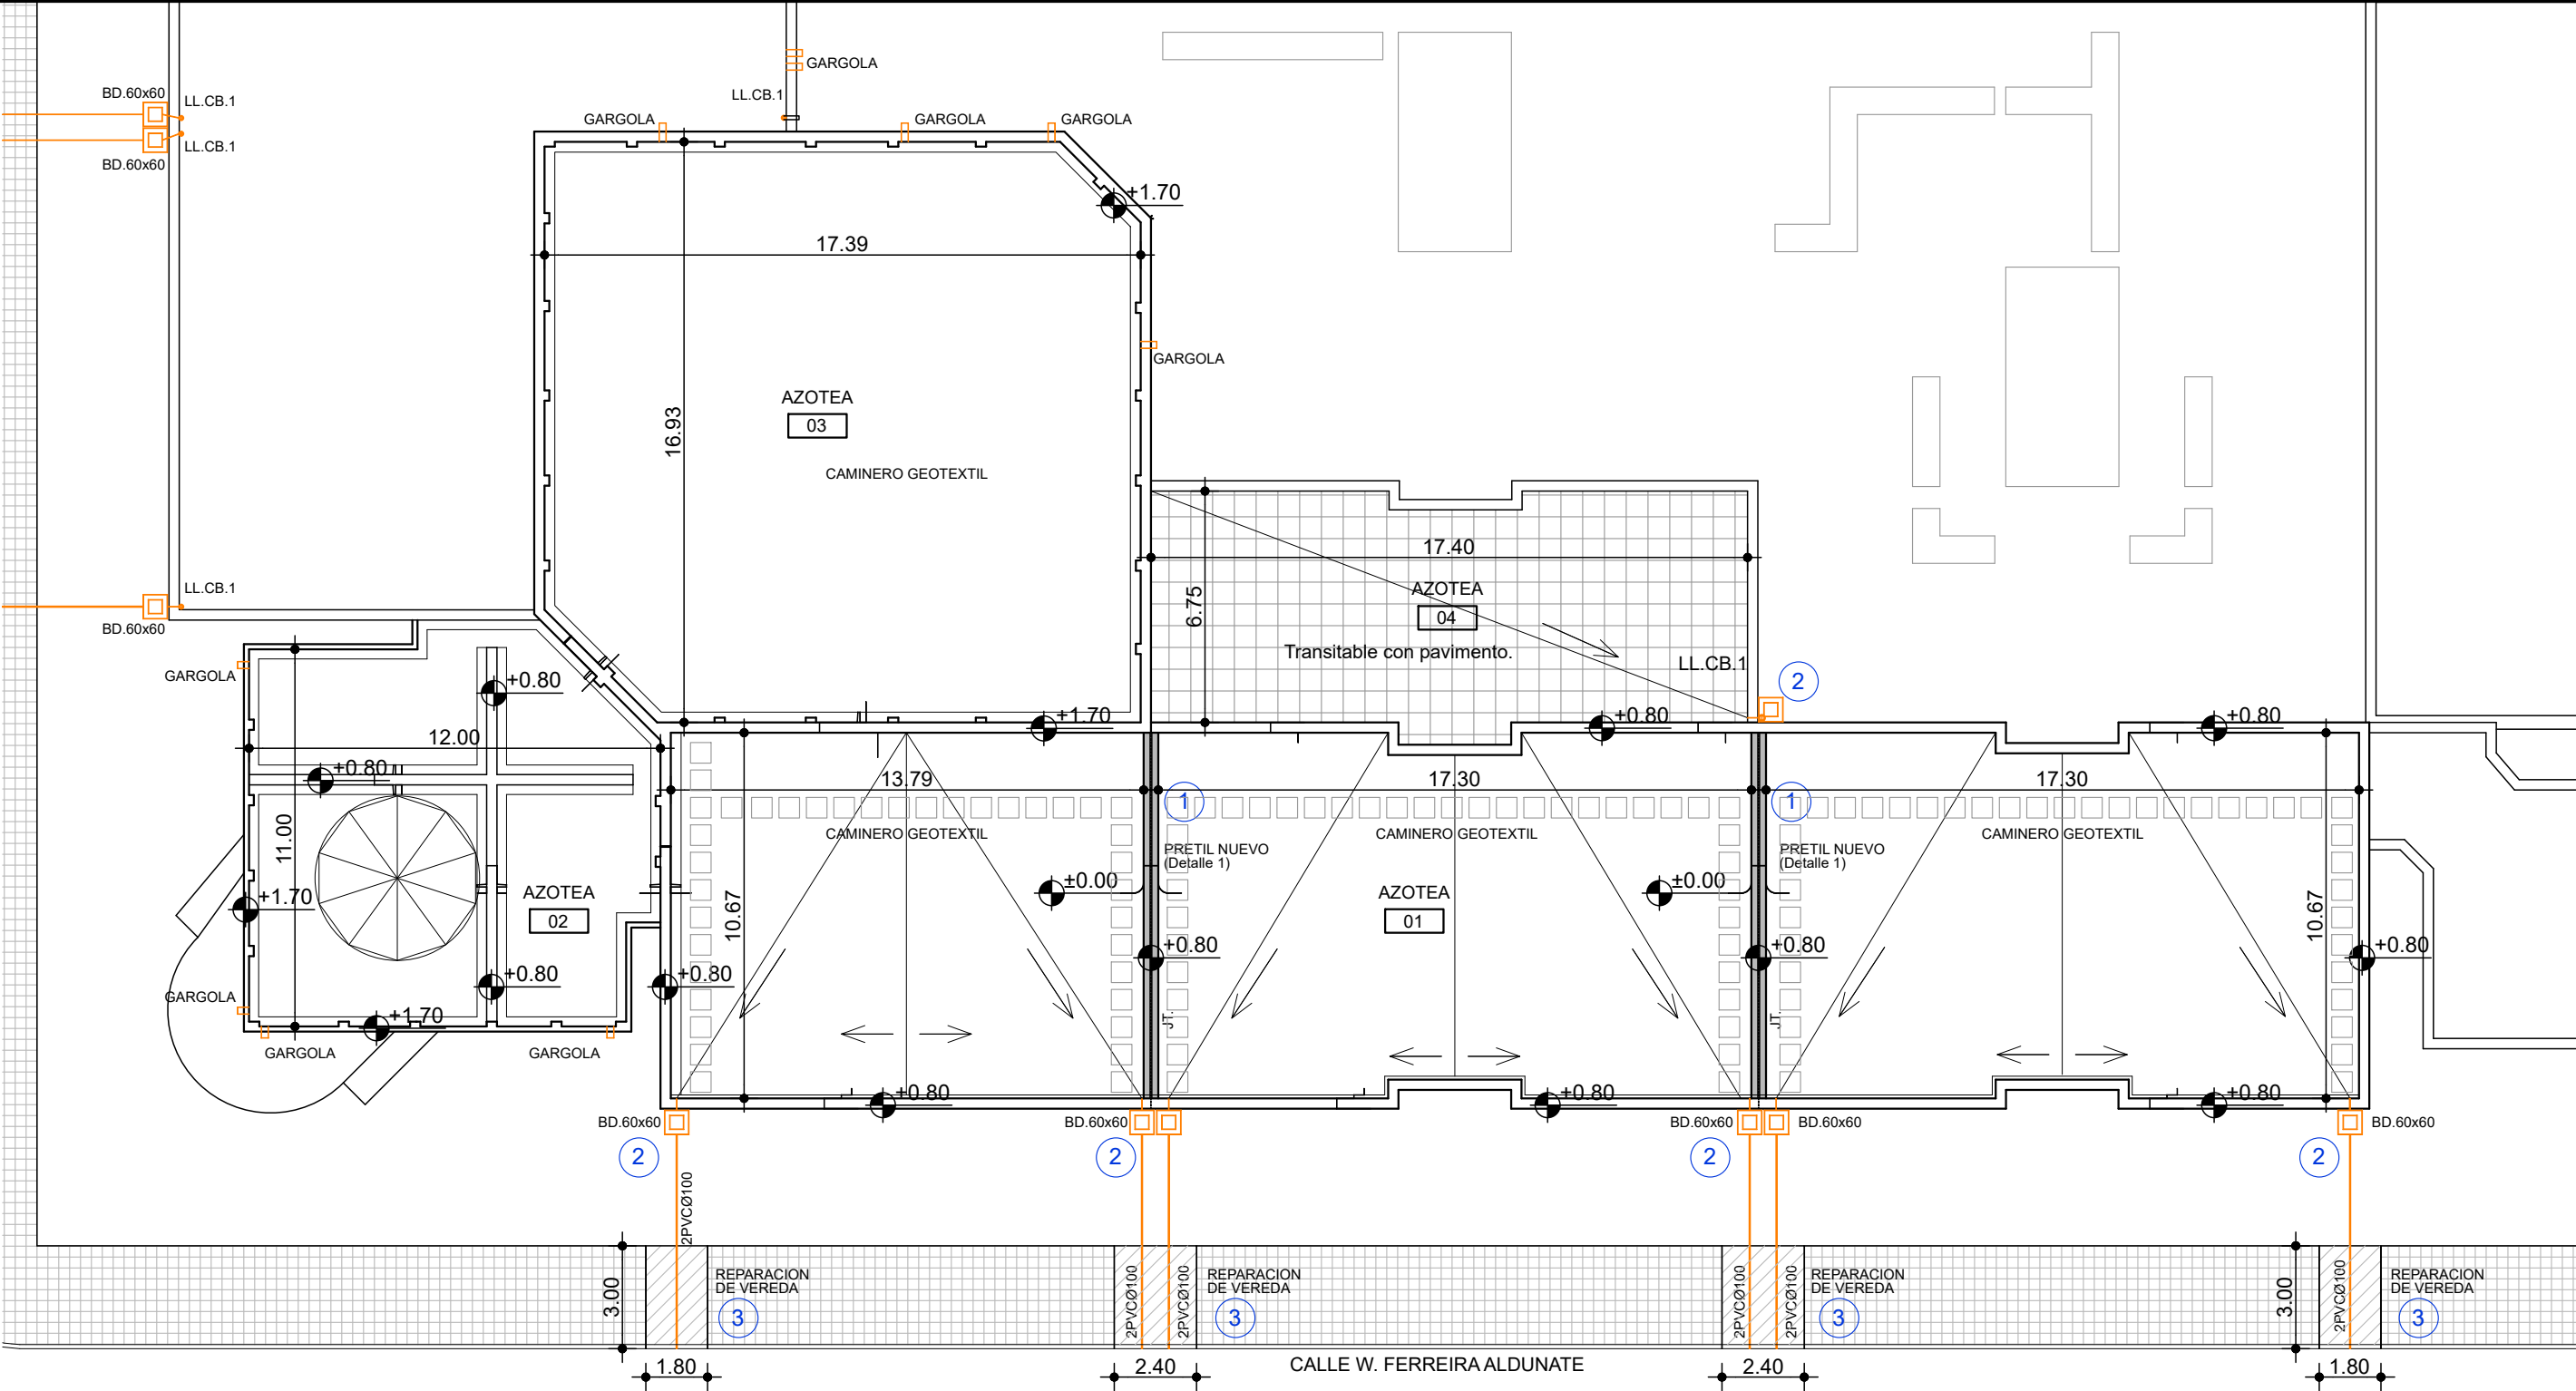 GARGOLA
BD.60x60
LL.CB.1
LL.CB.1
GARGOLA
GARGOLA
GARGOLA
LL.CB.1
BD.60x60
+1.70
17.39
GARGOLA
AZOTEA
03
16.93
CAMINERO GEOTEXTIL
17.40
AZOTEA
04
6.75
Transitable con pavimento.
LL.CB.1
2
LL.CB.1
BD.60x60
GARGOLA
+0.80
+1.70
+0.80
+0.80
12.00
+0.80
13.79
17.30
17.30
1
1
CAMINERO GEOTEXTIL
CAMINERO GEOTEXTIL
CAMINERO GEOTEXTIL
11.00
PRETIL NUEVO
(Detalle 1)
PRETIL NUEVO
(Detalle 1)
+1.70
AZOTEA
02
±0.00
AZOTEA
01
±0.00
10.67
10.67
+0.80
+0.80
+0.80
+0.80
+0.80
GARGOLA
+1.70
JT.
JT.
GARGOLA
GARGOLA
+0.80
+0.80
+0.80
BD.60x60
BD.60x60
BD.60x60
BD.60x60
BD.60x60
2
2
2
2
2PVCØ100
3.00
REPARACION
DE VEREDA
3
2PVCØ100
2PVCØ100
REPARACION
DE VEREDA
3
2PVCØ100
2PVCØ100
REPARACION
DE VEREDA
3
3.00
2PVCØ100
REPARACION
DE VEREDA
3
1.80
2.40
CALLE W. FERREIRA ALDUNATE
2.40
1.80